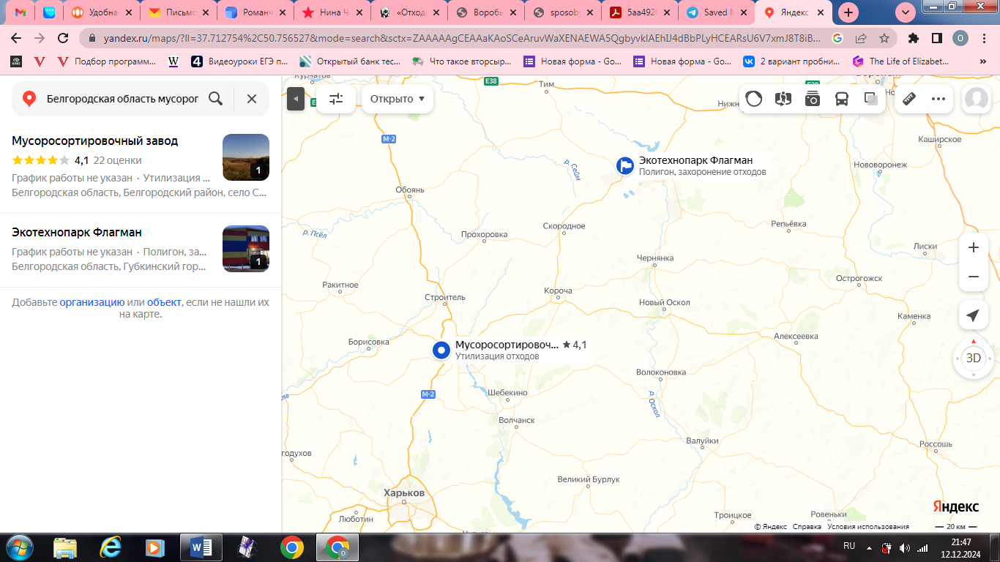 Удобна
Письмо
Романч
Нина Ч
«Отход
Воробь
sposoby
5aa492
Saved M
Яндекс
yandex.ru/maps/?ll=37.712754%2C50.756527&mode=search&sctx=ZAAAAAgCEAAaKAoSCeAruvWaXENAEWA5QgbyvklAEhIJ4dBbPLyHCEARsU6V7xmJ8T8iB...
O
Подбор программ...
W
4
Видеоуроки ЕГЭ п...
Открытый банк тес...
Что такое вторсыр...
Новая форма - Go...
Новая форма - Go...
2 вариант пробни...
The Life of Elizabet...
»
Белгородская область мусорог
Открыто
Мусоросортировочный завод
4,1 22 оценки
График работы не указан · Утилизация ...
Белгородская область, Белгородский район, село С...
1
Экотехнопарк Флагман
График работы не указан · Полигон, за...
Белгородская область, Губкинский гор...
1
Добавьте организацию или объект, если не нашли их
на карте.
Курчатов
E38
Тим
Воронеж
Нижн
E38
Но
М-2
Каширское
р. Сейм
Экотехнопарк Флагман
Полигон, захоронение отходов
Нововоронеж
Обоянь
р. Псёл
Прохоровка
Скородное
Репьёвка
Лиски
Чернянка
Ракитное
Острогожск
Строитель
Короча
Новый Оскол
Каменка
Борисовка
Мусоросортировоч... 4,1
Утилизация отходов
Алексеевка
3D
Волоконовка
М-2
Шебекино
р. Оскол
Волчанск
Валуйки
Россошь
годухов
Великий Бурлук
Харьков
Яндекс
Люботин
Троицкое
Ровеньки
© Яндекс Справка Условия использования
20 км
RU
21:47
12.12.2024